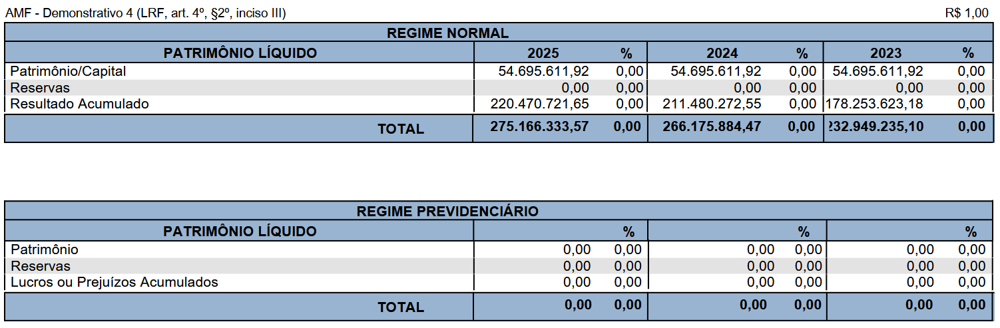 AMF - Demonstrativo 4 (LRF, art. 4º, §2º, inciso III) R$ 1,00
REGIME NORMAL
PATRIMÔNIO LÍQUIDO 2025 % 2024 % 2023 %
Patrimônio/Capital 54.695.611,92 0,00 54.695.611,92 0,00 54.695.611,92 0,00
Reservas 0,00 0,00 0,00 0,00 0,00 0,00
Resultado Acumulado 220.470.721,65 0,00 211.480.272,55 0,00 178.253.623,18 0,00
TOTAL 275.166.333,57 0,00 266.175.884,47 0,00 232.949.235,10 0,00
REGIME PREVIDENCIÁRIO
PATRIMÔNIO LÍQUIDO % % %
Patrimônio 0,00 0,00 0,00 0,00 0,00 0,00
Reservas 0,00 0,00 0,00 0,00 0,00 0,00
Lucros ou Prejuízos Acumulados 0,00 0,00 0,00 0,00 0,00 0,00
TOTAL 0,00 0,00 0,00 0,00 0,00 0,00